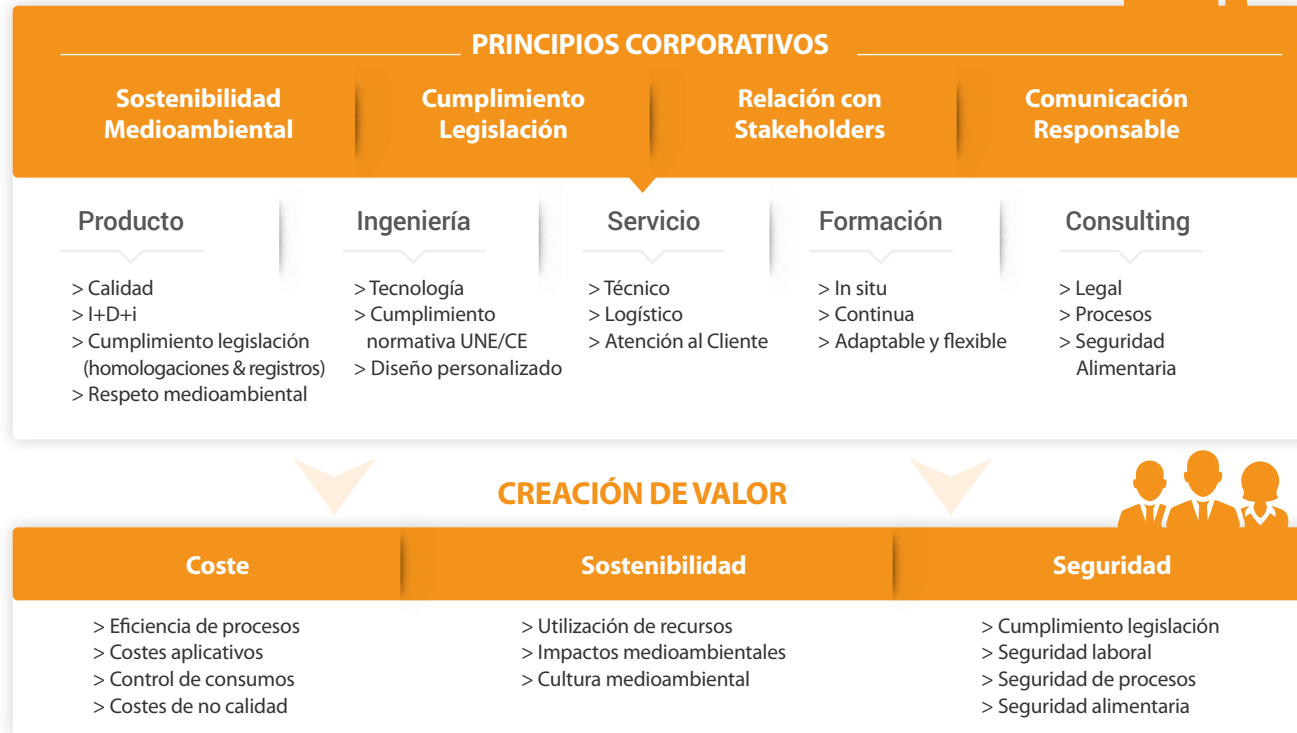 PRINCIPIOS CORPORATIVOS
Sostenibilidad
Medioambiental
Cumplimiento
Legislación
Relación con
Stakeholders
Comunicación
Responsable
Producto
> Calidad
> I+D+i
> Cumplimiento legislación
(homologaciones & registros)
> Respeto medioambiental
Ingeniería
> Tecnología
> Cumplimiento
normativa UNE/CE
> Diseño personalizado
Servicio
> Técnico
> Logístico
> Atención al Cliente
Formación
> In situ
> Continua
> Adaptable y flexible
Consulting
> Legal
> Procesos
> Seguridad
Alimentaria
CREACIÓN DE VALOR
Coste
> Eficiencia de procesos
> Costes aplicativos
> Control de consumos
> Costes de no calidad
Sostenibilidad
> Utilización de recursos
> Impactos medioambientales
> Cultura medioambiental
Seguridad
> Cumplimiento legislación
> Seguridad laboral
> Seguridad de procesos
> Seguridad alimentaria